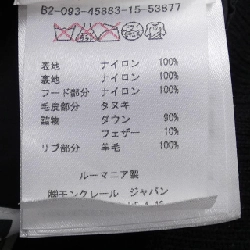 B2-093-45883-15-53877
表地 ナイロン 100%
裏地 ナイロン 100%
フード部分 ナイロン 100%
毛皮部分 タヌキ
詰物 ダウン 90%
フェザー 10%
リブ部分 羊毛 100%
ルーマニア製
㈱モンクレール ジャパン